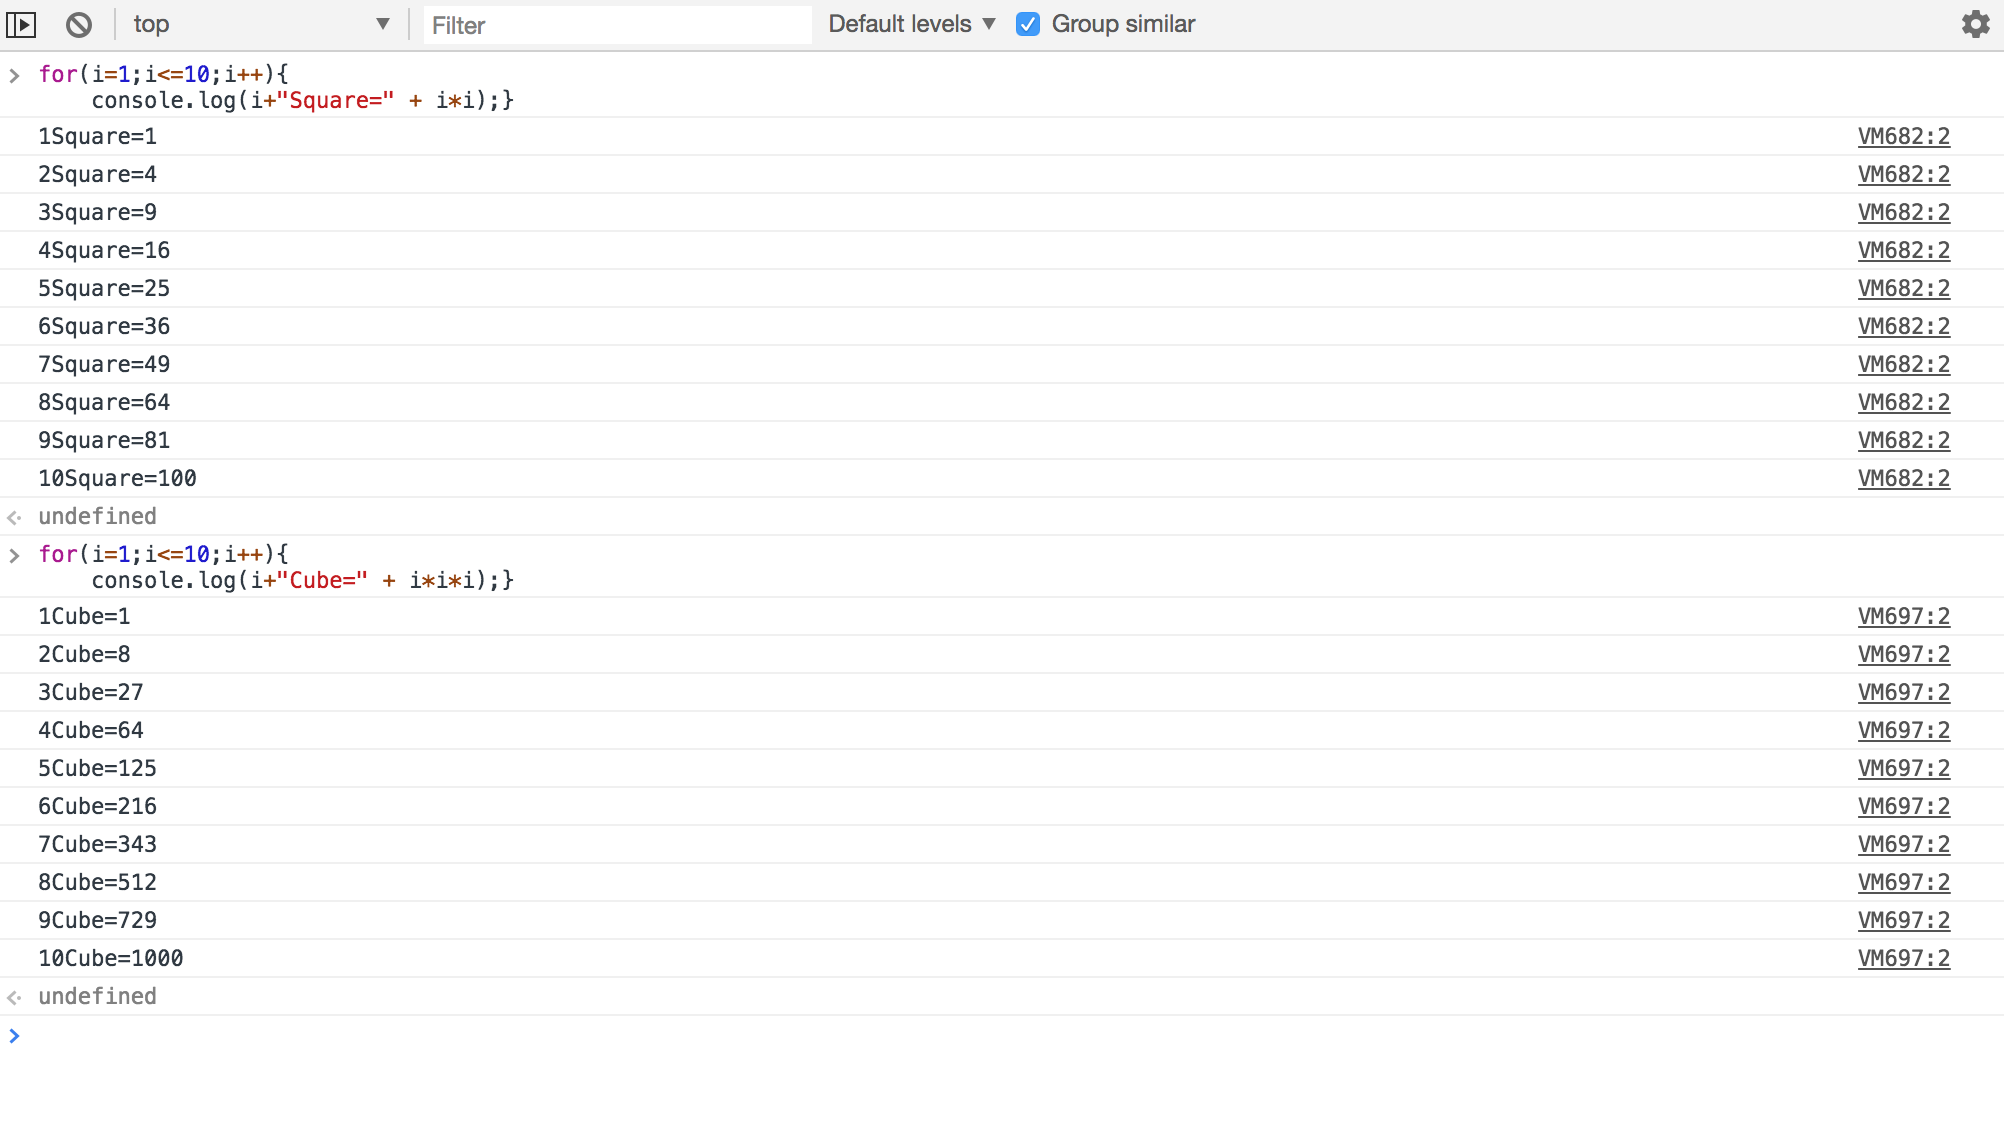 top Filter Default levels Group similar
for(i=1;i<=10;i++){
console.log(i+"Square=" + i*i);}
1Square=1 VM682:2
2Square=4 VM682:2
3Square=9 VM682:2
4Square=16 VM682:2
5Square=25 VM682:2
6Square=36 VM682:2
7Square=49 VM682:2
8Square=64 VM682:2
9Square=81 VM682:2
10Square=100 VM682:2
undefined
for(i=1;i<=10;i++){
console.log(i+"Cube=" + i*i*i);}
1Cube=1 VM697:2
2Cube=8 VM697:2
3Cube=27 VM697:2
4Cube=64 VM697:2
5Cube=125 VM697:2
6Cube=216 VM697:2
7Cube=343 VM697:2
8Cube=512 VM697:2
9Cube=729 VM697:2
10Cube=1000 VM697:2
undefined